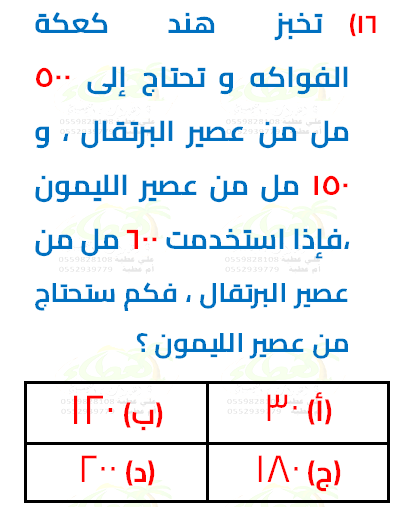 ١٦) تخبز هند كعكة
الفواكه و تحتاج إلى ٥٠٠
مل من عصير البرتقال ، و
١٥٠ مل من عصير الليمون
،فإذا استخدمت ٦٠٠ مل من
عصير البرتقال ، فكم ستحتاج
من عصير الليمون ؟
(أ) ٣٠ (ب) ١٢٠
(ج) ١٨٠ (د) ٢٠٠